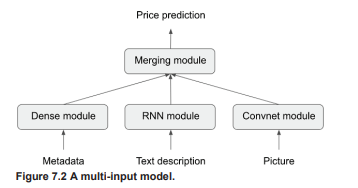 Price prediction
Merging module
Dense module RNN module Convnet module
Metadata Text description Picture
Figure 7.2 A multi-input model.